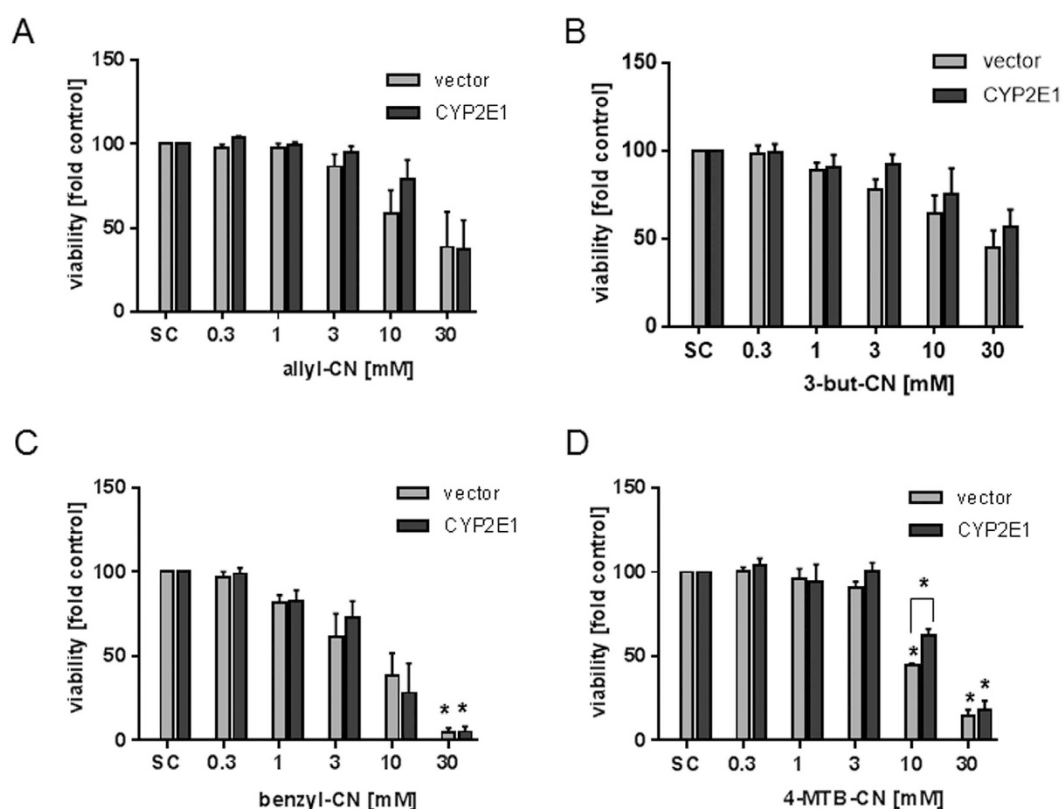 A
viability [fold control]
150
100
50
0
vector
CYP2E1
SC 0.3 1 3 10 30
allyl-CN [mM]
B
viability [fold control]
150
100
50
0
vector
CYP2E1
SC 0.3 1 3 10 30
3-but-CN [mM]
C
viability [fold control]
150
100
50
0
vector
CYP2E1
* *
SC 0.3 1 3 10 30
benzyl-CN [mM]
D
viability [fold control]
150
100
50
0
vector
CYP2E1
*
*
* *
SC 0.3 1 3 10 30
4-MTB-CN [mM]